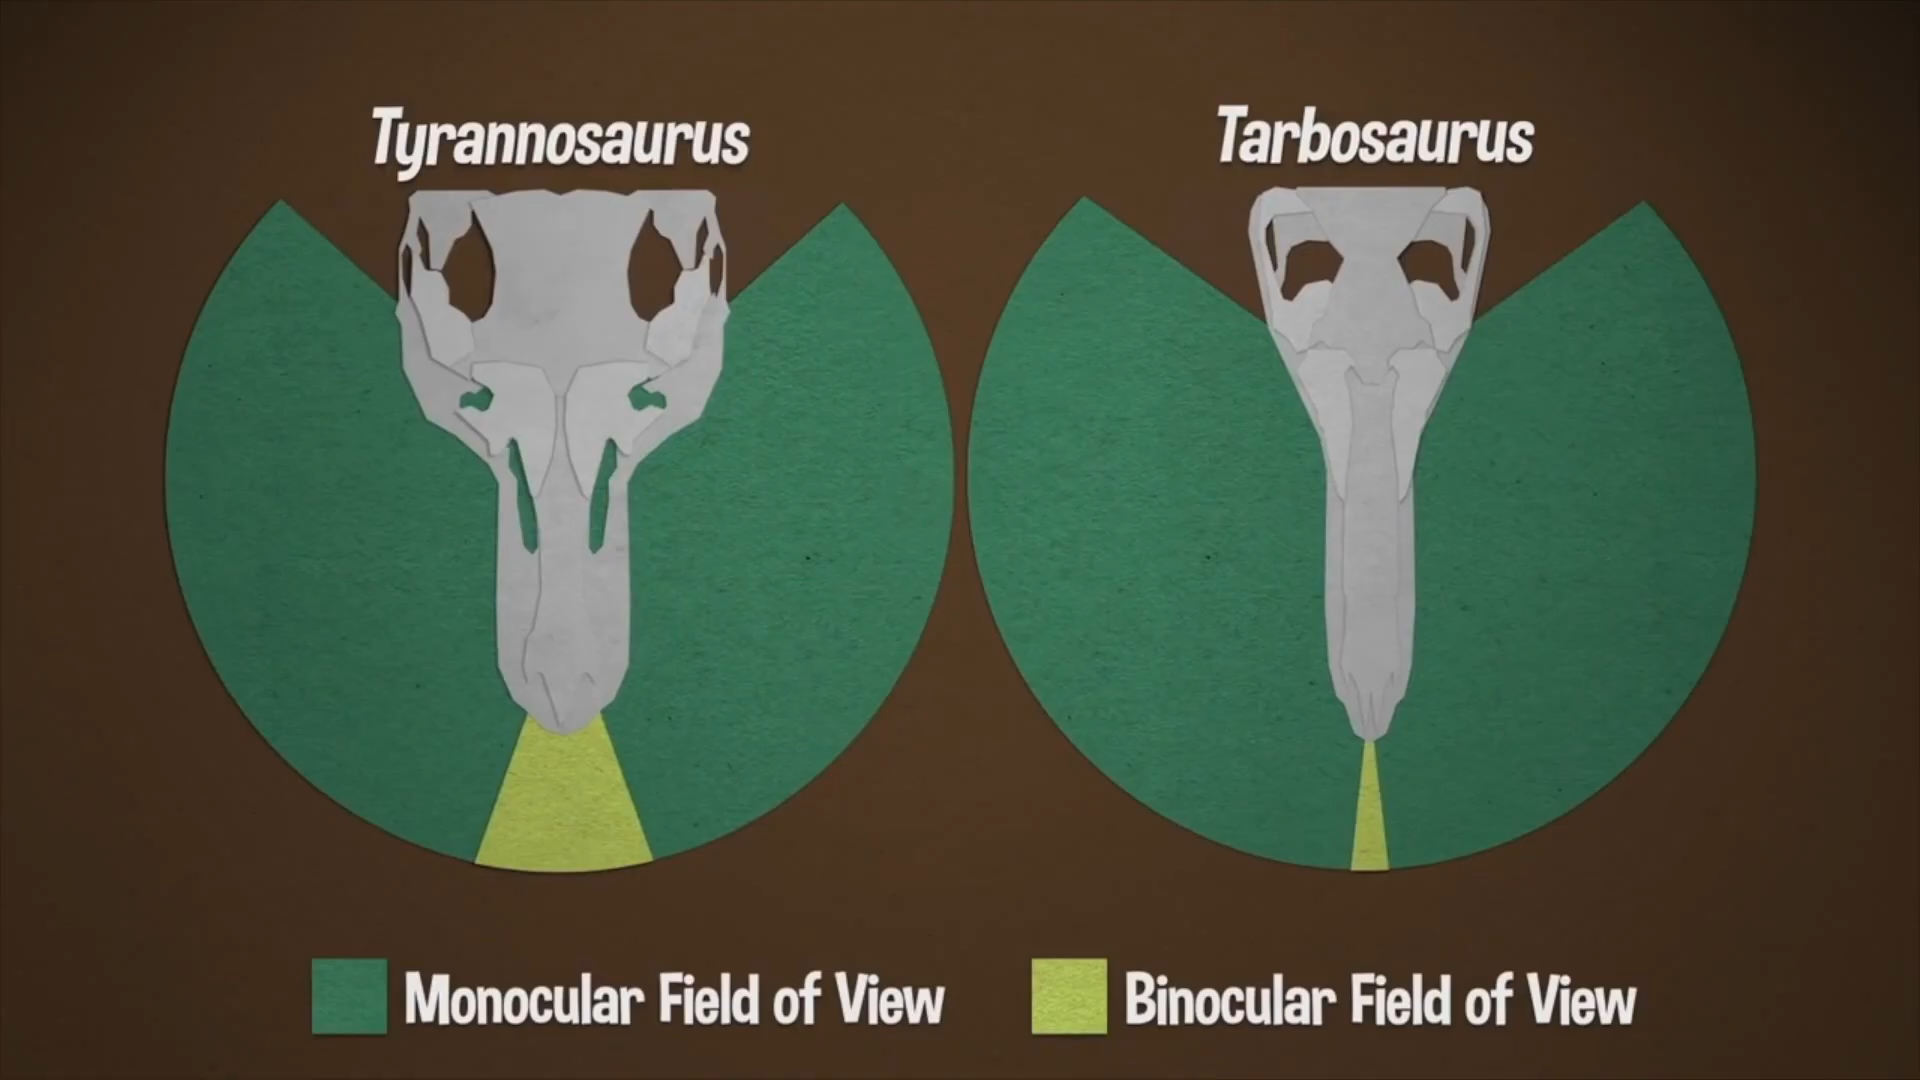 Tyrannosaurus
Tarbosaurus
Monocular Field of View
Binocular Field of View